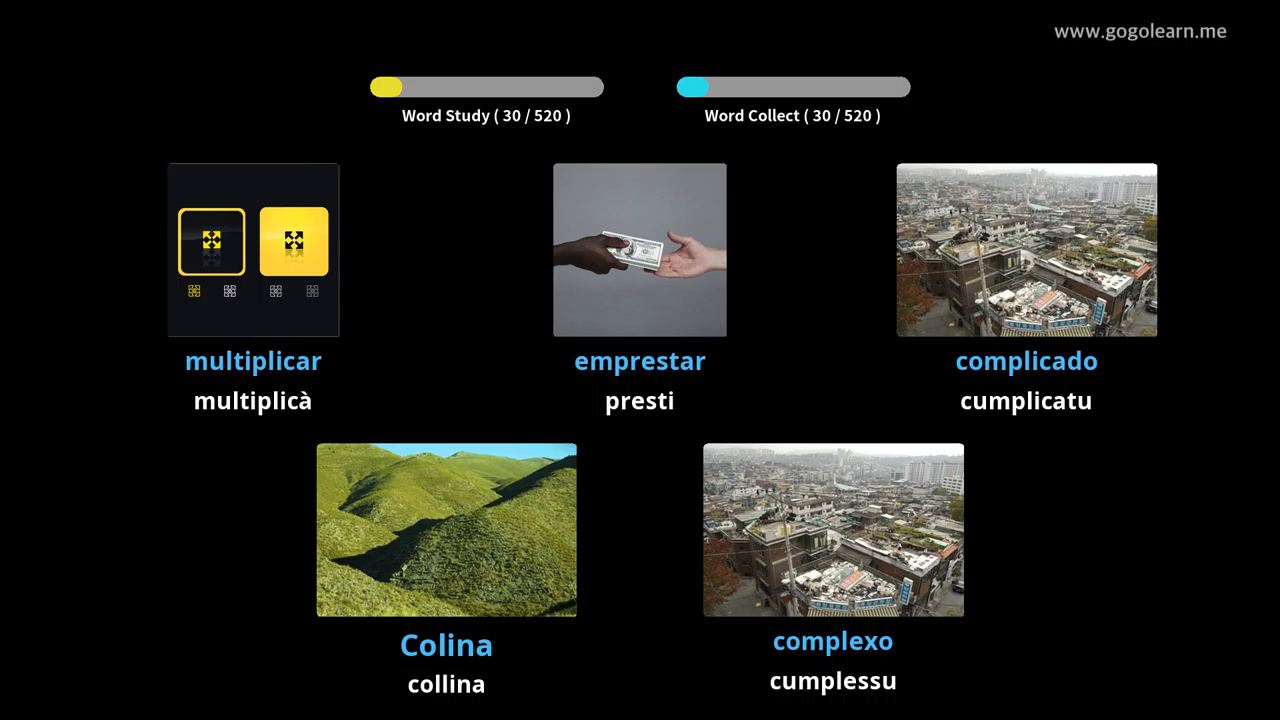 www.gogolearn.me
Word Study ( 30 / 520 )
Word Collect ( 30 / 520 )
multiplicar
multiplicà
emprestar
presti
complicado
cumplicatu
Colina
collina
complexo
cumplessu